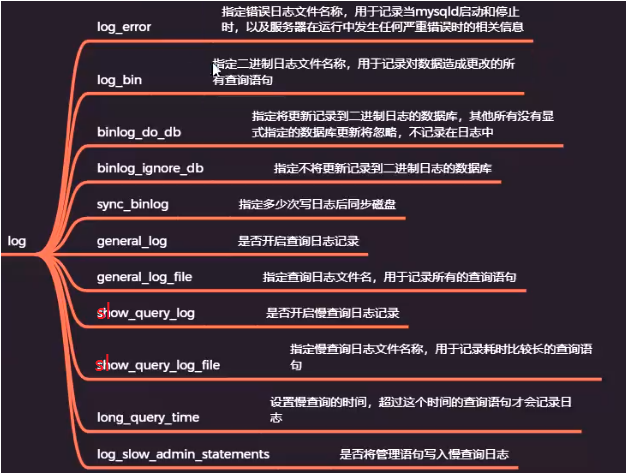 log_error
指定错误日志文件名称，用于记录当mysqld启动和停止
时，以及服务器在运行中发生任何严重错误时的相关信息
log_bin
指定二进制日志文件名称，用于记录对数据造成更改的所
有查询语句
binlog_do_db
指定将更新记录到二进制日志的数据库，其他所有没有显
式指定的数据库更新将忽略，不记录在日志中
binlog_ignore_db
指定不将更新记录到二进制日志的数据库
sync_binlog
指定多少次写日志后同步磁盘
log
general_log
是否开启查询日志记录
general_log_file
指定查询日志文件名，用于记录所有的查询语句
sl
show_query_log
是否开启慢查询日志记录
sl
show_query_log_file
指定慢查询日志文件名称，用于记录耗时比较长的查询语
句
long_query_time
设置慢查询的时间，超过这个时间的查询语句才会记录日
志
log_slow_admin_statements
是否将管理语句写入慢查询日志